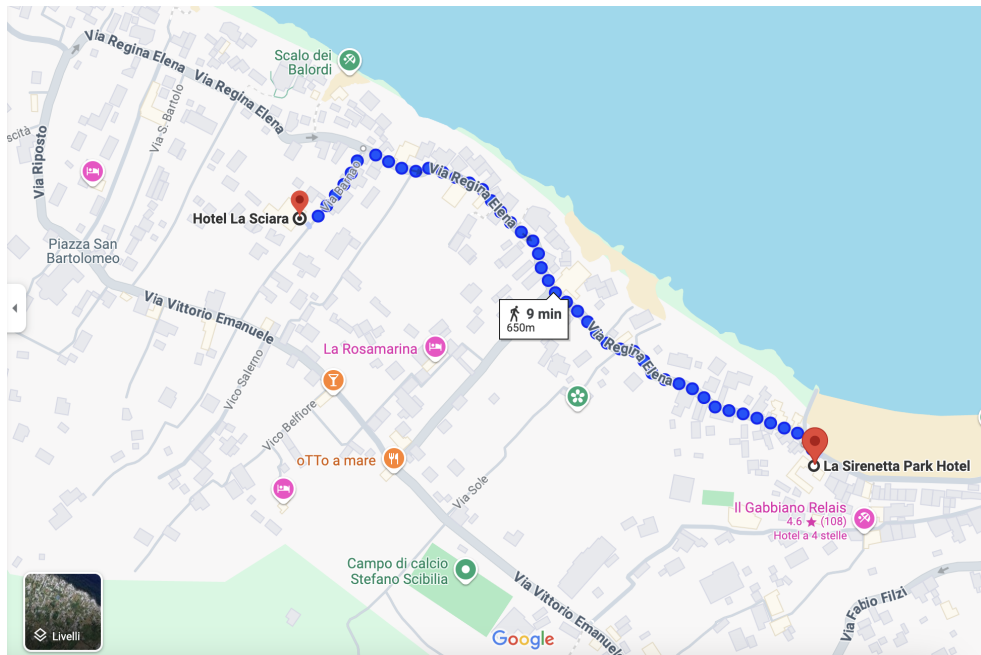 Via Regina Elena
Via Regina Elena
Scalo dei
Balordi
Via S. Bartolo
scità
Via Riposto
Via Barnao
Via Regina Elena
Hotel La Sciara
Piazza San
Bartolomeo
Via Vittorio Emanuele
9 min
650m
La Rosamarina
Via Regina Elena
Vico Salerno
Vico Belfiore
oTTo a mare
La Sirenetta Park Hotel
Via Sole
Il Gabbiano Relais
4.6 ★ (108)
Hotel a 4 stelle
Campo di calcio
Stefano Scibilia
Via Vittorio Emanuele
Via Fabio Filzi
Livelli
Google